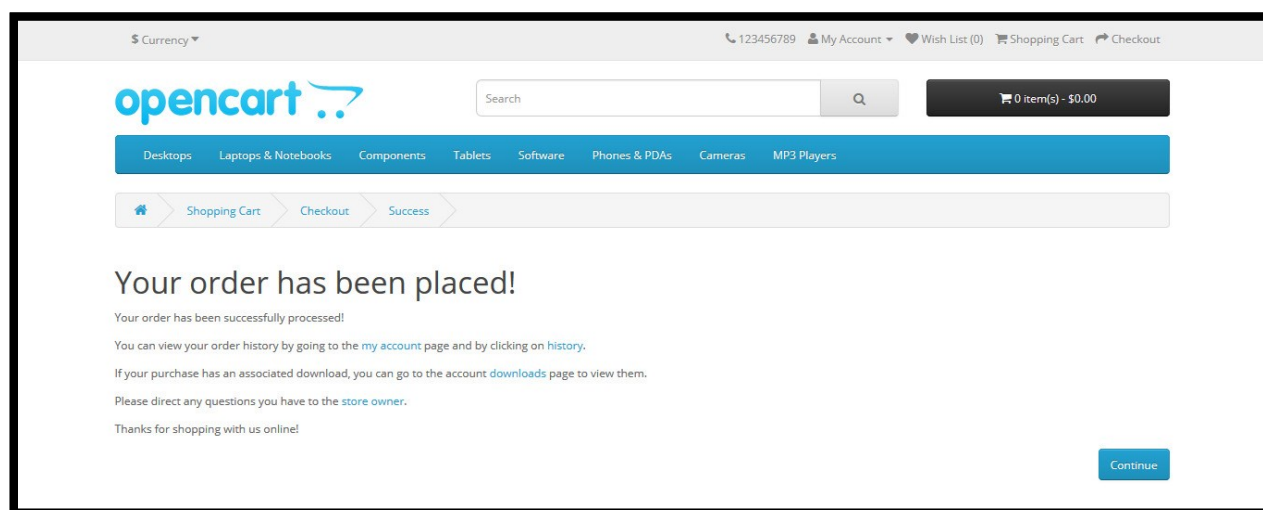 $ Currency
123456789 My Account Wish List (0) Shopping Cart Checkout
opencart
Search
0 item(s) - $0.00
Desktops Laptops & Notebooks Components Tablets Software Phones & PDAs Cameras MP3 Players
Shopping Cart Checkout Success
Your order has been placed!
Your order has been successfully processed!
You can view your order history by going to the my account page and by clicking on history.
If your purchase has an associated download, you can go to the account downloads page to view them.
Please direct any questions you have to the store owner.
Thanks for shopping with us online!
Continue